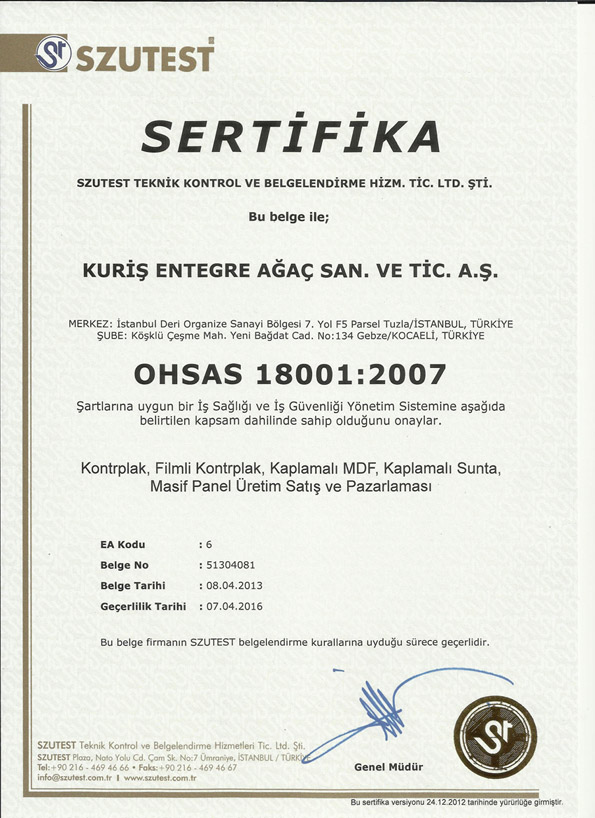 SZUTEST
SERTİFİKA
SZUTEST TEKNİK KONTROL VE BELGELENDİRME HİZM. TİC. LTD. ŞTİ.
Bu belge ile;
KURİŞ ENTEGRE AĞAÇ SAN. VE TİC. A.Ş.
MERKEZ: İstanbul Deri Organize Sanayi Bölgesi 7. Yol F5 Parsel Tuzla/İSTANBUL, TÜRKİYE
ŞUBE: Köşklü Çeşme Mah. Yeni Bağdat Cad. No:134 Gebze/KOCAELİ, TÜRKİYE
OHSAS 18001:2007
Şartlarına uygun bir İş Sağlığı ve İş Güvenliği Yönetim Sistemine aşağıda
belirtilen kapsam dahilinde sahip olduğunu onaylar.
Kontrplak, Filmli Kontrplak, Kaplamalı MDF, Kaplamalı Sunta,
Masif Panel Üretim Satış ve Pazarlaması
EA Kodu : 6
Belge No : 51304081
Belge Tarihi : 08.04.2013
Geçerlilik Tarihi : 07.04.2016
Bu belge firmanın SZUTEST belgelendirme kurallarına uyduğu sürece geçerlidir.
SZUTEST Teknik Kontrol ve Belgelendirme Hizmetleri Tic. Ltd. Şti.
SZUTEST Plaza, Nato Yolu Cd. Çam Sk. No:7 Ümraniye, İSTANBUL / TÜRKİYE
Tel:+90 216 - 469 46 66 • Faks:+90 216 - 469 46 67
info@szutest.com.tr I www.szutest.com.tr
Genel Müdür
Bu sertifika versiyonu 24.12.2012 tarihinde yürürlüğe girmiştir.